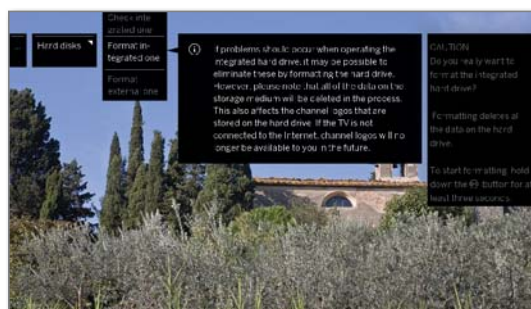 ...
Hard disks
Check inte
grated one
Format in-
tegrated one
Format
external one
If problems should occur when operating the
integrated hard drive, it may be possible to
eliminate these by formatting the hard drive.
However, please note that all of the data on the
storage medium will be deleted in the process.
This also affects the channel logos that are
stored on the hard drive. If the TV is not
connected to the Internet, channel logos will no
longer be available to you in the future.
CAUTION
Do you really want to
format the integrated
hard drive?
Formatting deletes al
the data on the hard
drive.
To start formatting, hold
down the button for at
least three seconds